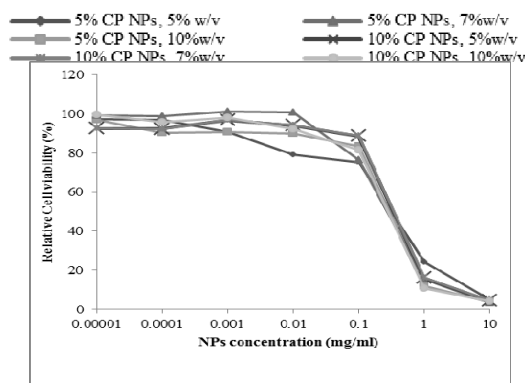 5% CP NPs, 5% w/v
5% CP NPs, 7%w/v
5% CP NPs, 10%w/v
10% CP NPs, 5%w/v
10% CP NPs, 7%w/v
10% CP NPs, 10%w/v
120
100
80
60
40
20
0
Relative Cell viability (%)
0.00001 0.0001 0.001 0.01 0.1 1 10
NPs concentration (mg/ml)